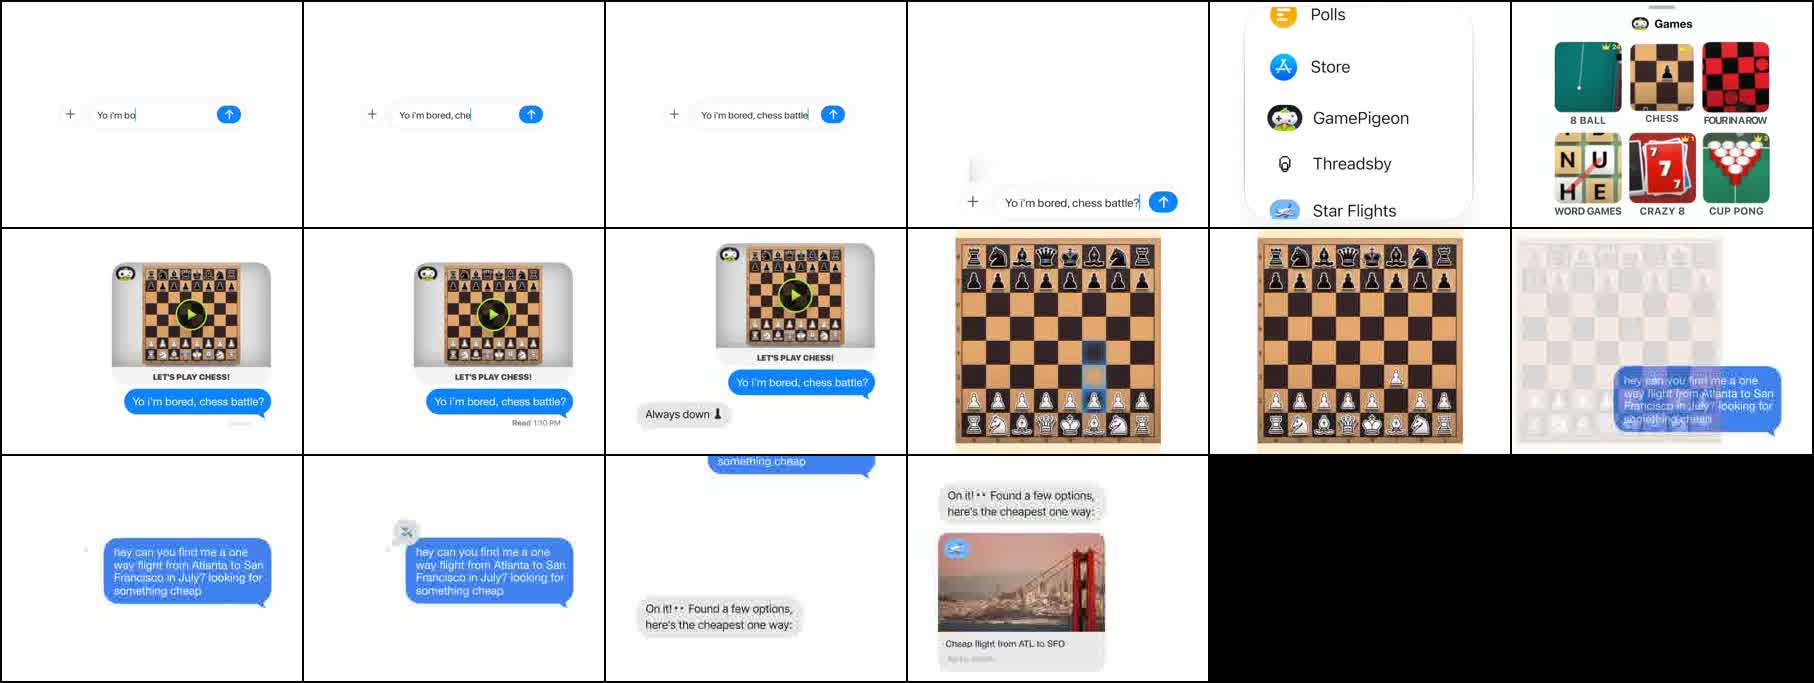 Yo i'm bo
Yo i'm bored, che
Yo i'm bored, chess battle
Yo i'm bored, chess battle?
Polls
Store
GamePigeon
Threadsby
Star Flights
Games
8 BALL
CHESS
FOUR IN A ROW
N U
H E
7
7
7
WORD GAMES
CRAZY 8
CUP PONG
LET'S PLAY CHESS!
Yo i'm bored, chess battle?
LET'S PLAY CHESS!
Yo i'm bored, chess battle?
Read 1:10 PM
LET'S PLAY CHESS!
Yo i'm bored, chess battle?
Always down
hey can you find me a one
way flight from Atlanta to San
Francisco in July? looking for
something cheap
hey can you find me a one
way flight from Atlanta to San
Francisco in July? looking for
something cheap
hey can you find me a one
way flight from Atlanta to San
Francisco in July? looking for
something cheap
something cheap
On it! Found a few options,
here's the cheapest one way:
On it! Found a few options,
here's the cheapest one way:
Cheap flight from ATL to SFO